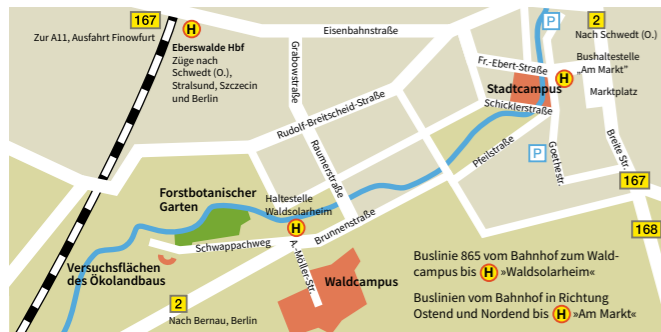 167
Zur A11, Ausfahrt Finowfurt
H
Eberswalde Hbf
Züge nach
Schwedt (O.),
Stralsund, Szczecin
und Berlin
Eisenbahnstraße
Grabowstraße
P
2
Nach Schwedt (O.)
Fr.-Ebert-Straße
Bushaltestelle
„Am Markt"
H
Stadtcampus
Marktplatz
Schicklerstraße
Rudolf-Breitscheid-Straße
Raumerstraße
Pfeilstraße
P
Goethestr.
Breite Str.
167
168
Forstbotanischer
Garten
Haltestelle
Waldsolarheim
H
Schwappachweg
Brunnenstraße
A.-Möller-Str.
Versuchsflächen
des Ökolandbaus
Waldcampus
2
Nach Bernau, Berlin
Buslinie 865 vom Bahnhof zum Wald-
campus bis H »Waldsolarheim«
Buslinien vom Bahnhof in Richtung
Ostend und Nordend bis H »Am Markt«